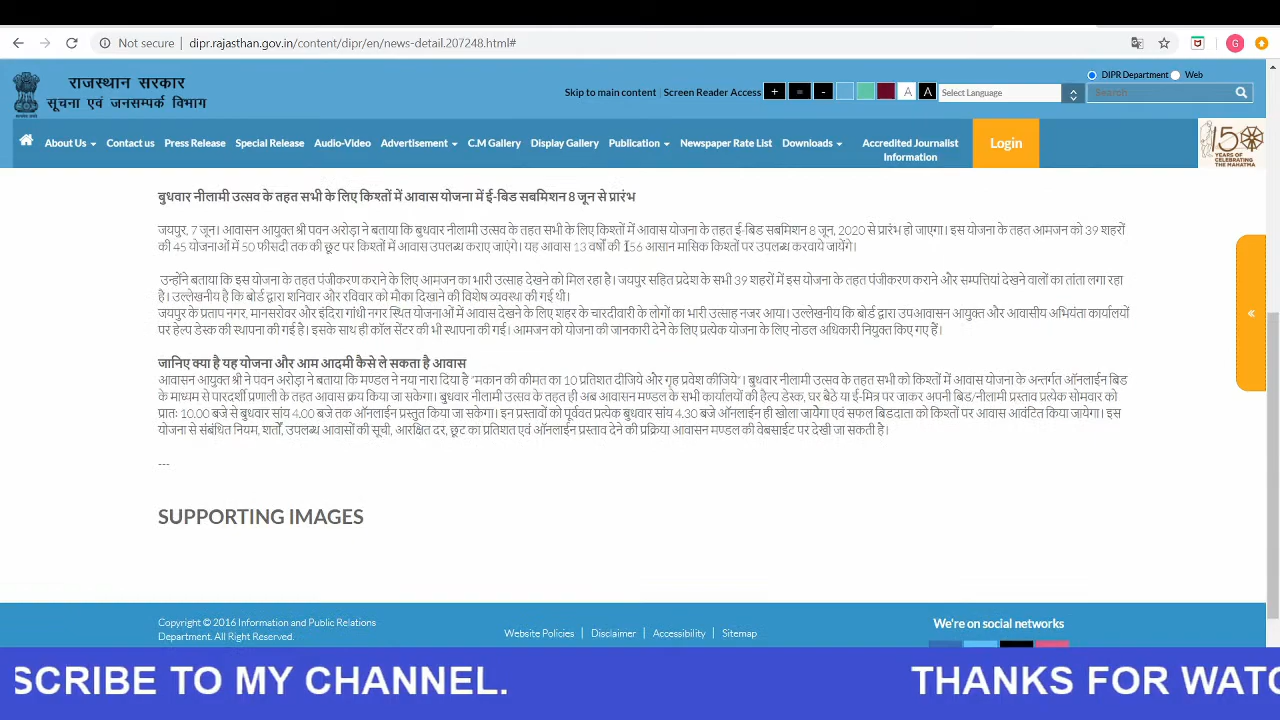 Not secure | dipr.rajasthan.gov.in/content/dipr/en/news-detail.207248.html#
G
राजस्थान सरकार
सूचना एवं जनसम्पर्क विभाग
DIPR Department Web
Skip to main content | Screen Reader Access + = - A A Select Language Search
About Us Contact us Press Release Special Release Audio-Video Advertisement C.M Gallery Display Gallery Publication Newspaper Rate List Downloads Accredited Journalist Information Login
150 YEARS OF CELEBRATING THE MAHATMA
बुधवार नीलामी उत्सव के तहत सभी के लिए किश्तों में आवास योजना में ई-बिड सबमिशन 8 जून से प्रारंभ
जयपुर, 7 जून। आवासन आयुक्त श्री पवन अरोड़ा ने बताया कि बुधवार नीलामी उत्सव के तहत सभी के लिए किश्तों में आवास योजना के तहत ई-बिड सबमिशन 8 जून, 2020 से प्रारंभ हो जाएगा। इस योजना के तहत आमजन को 39 शहरों
की 45 योजनाओं में 50 फीसदी तक की छूट पर किश्तों में आवास उपलब्ध कराए जाएंगे। यह आवास 13 वर्षों की 156 आसान मासिक किश्तों पर उपलब्ध करवाये जायेंगे।
उन्होंने बताया कि इस योजना के तहत पंजीकरण कराने के लिए आमजन का भारी उत्साह देखने को मिल रहा है। जयपुर सहित प्रदेश के सभी 39 शहरों में इस योजना के तहत पंजीकरण कराने और सम्पत्तियां देखने वालों का तांता लगा रहा
है। उल्लेखनीय है कि बोर्ड द्वारा शनिवार और रविवार को मौका दिखाने की विशेष व्यवस्था की गई थी।
जयपुर के प्रताप नगर, मानसरोवर और इंदिरा गांधी नगर स्थित योजनाओं में आवास देखने के लिए शहर के चारदीवारी के लोगों का भारी उत्साह नजर आया। उल्लेखनीय कि बोर्ड द्वारा उपआवासन आयुक्त और आवासीय अभियंता कार्यालयों
पर हेल्प डेस्क की स्थापना की गई है। इसके साथ ही कॉल सेंटर की भी स्थापना की गई। आमजन को योजना की जानकारी देने के लिए प्रत्येक योजना के लिए नोडल अधिकारी नियुक्त किए गए हैं।
जानिए क्या है यह योजना और आम आदमी कैसे ले सकता है आवास
आवासन आयुक्त श्री ने पवन अरोड़ा ने बताया कि मण्डल ने नया नारा दिया है "मकान की कीमत का 10 प्रतिशत दीजिये और गृह प्रवेश कीजिये"। बुधवार नीलामी उत्सव के तहत सभी को किश्तों में आवास योजना के अन्तर्गत ऑनलाईन बिड
के माध्यम से पारदर्शी प्रणाली के तहत आवास क्रय किया जा सकेगा। बुधवार नीलामी उत्सव के तहत ही अब आवासन मण्डल के सभी कार्यालयों की हैल्प डेस्क, घर बैठे या ई-मित्र पर जाकर अपनी बिड/नीलामी प्रस्ताव प्रत्येक सोमवार को
प्रातः 10.00 बजे से बुधवार सांय 4.00 बजे तक ऑनलाईन प्रस्तुत किया जा सकेगा। इन प्रस्तावों को पूर्ववत प्रत्येक बुधवार सांय 4.30 बजे ऑनलाईन ही खोला जायेगा एवं सफल बिडदाता को किश्तों पर आवास आवंटित किया जायेगा। इस
योजना से संबंधित नियम, शर्तों, उपलब्ध आवासों की सूची, आरक्षित दर, छूट का प्रतिशत एवं ऑनलाईन प्रस्ताव देने की प्रक्रिया आवासन मण्डल की वेबसाईट पर देखी जा सकती है।
---
SUPPORTING IMAGES
Copyright © 2016 Information and Public Relations
Department. All Right Reserved.
Website Policies | Disclaimer | Accessibility | Sitemap
We're on social networks
SCRIBE TO MY CHANNEL. THANKS FOR WATC